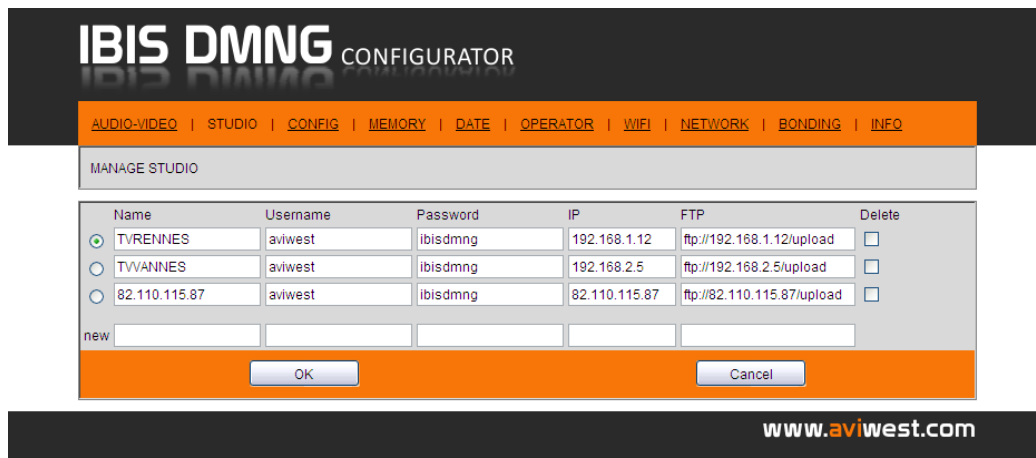 IBIS DMNG CONFIGURATOR
AUDIO-VIDEO | STUDIO | CONFIG | MEMORY | DATE | OPERATOR | WIFI | NETWORK | BONDING | INFO
MANAGE STUDIO
Name Username Password IP FTP Delete
TVRENNES aviwest ibisdmng 192.168.1.12 ftp://192.168.1.12/upload
TVVANNES aviwest ibisdmng 192.168.2.5 ftp://192.168.2.5/upload
82.110.115.87 aviwest ibisdmng 82.110.115.87 ftp://82.110.115.87/upload
new
OK Cancel
www.aviwest.com